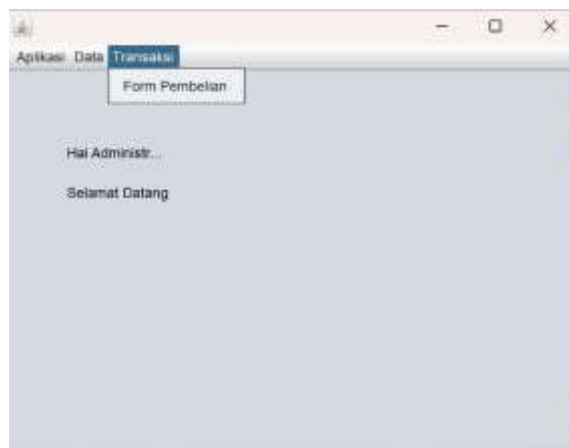 Aplikasi Data Transaksi
Form Pembelian
Hai Administr...
Selamat Datang